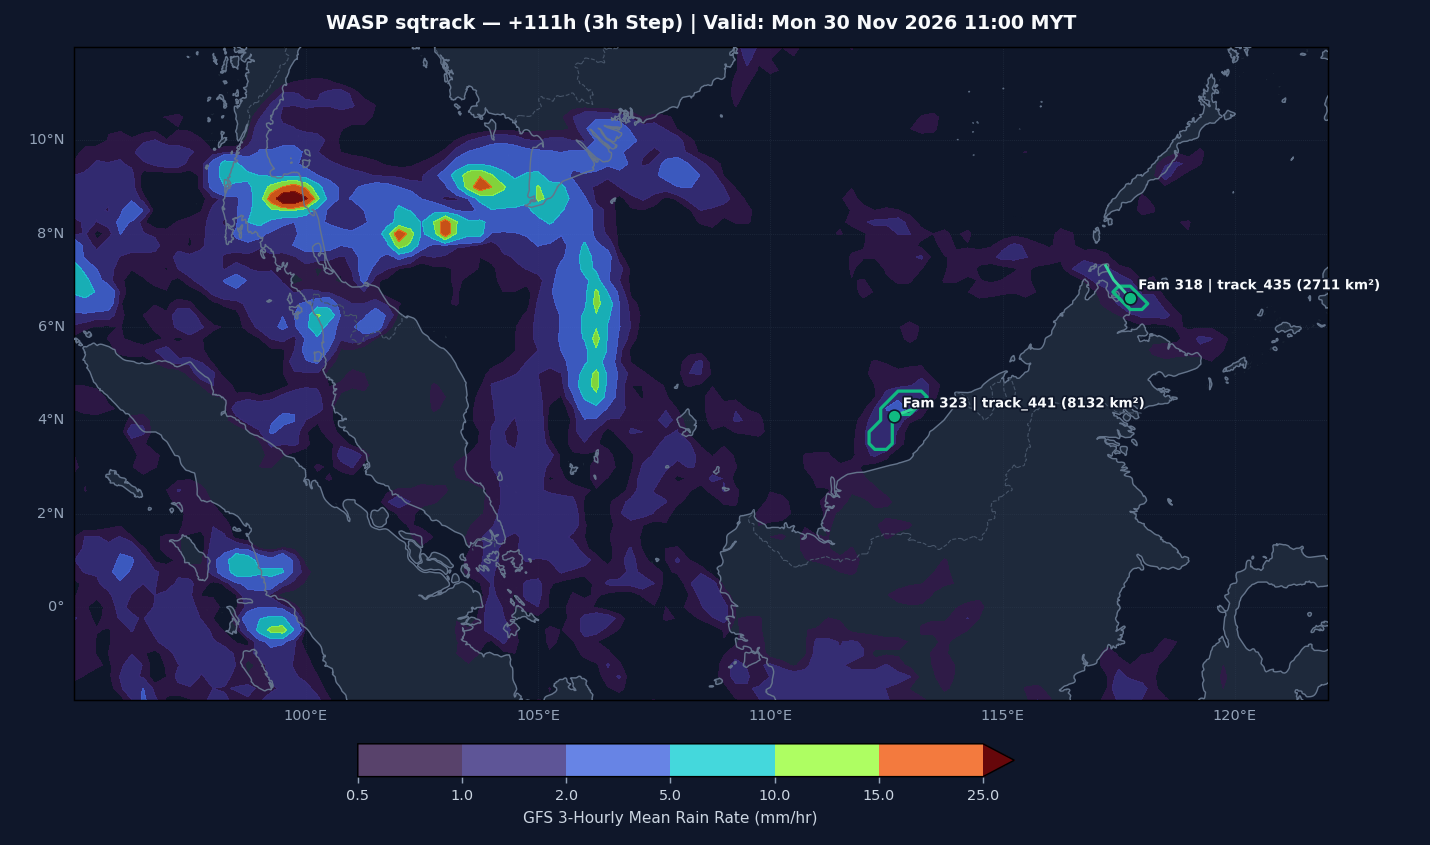 WASP sqtrack — +111h (3h Step) | Valid: Mon 30 Nov 2026 11:00 MYT
10°N
8°N
Fam 318 | track_435 (2711 km²)
6°N
Fam 323 | track_441 (8132 km²)
4°N
2°N
0°
100°E 105°E 110°E 115°E 120°E
0.5 1.0 2.0 5.0 10.0 15.0 25.0
GFS 3-Hourly Mean Rain Rate (mm/hr)